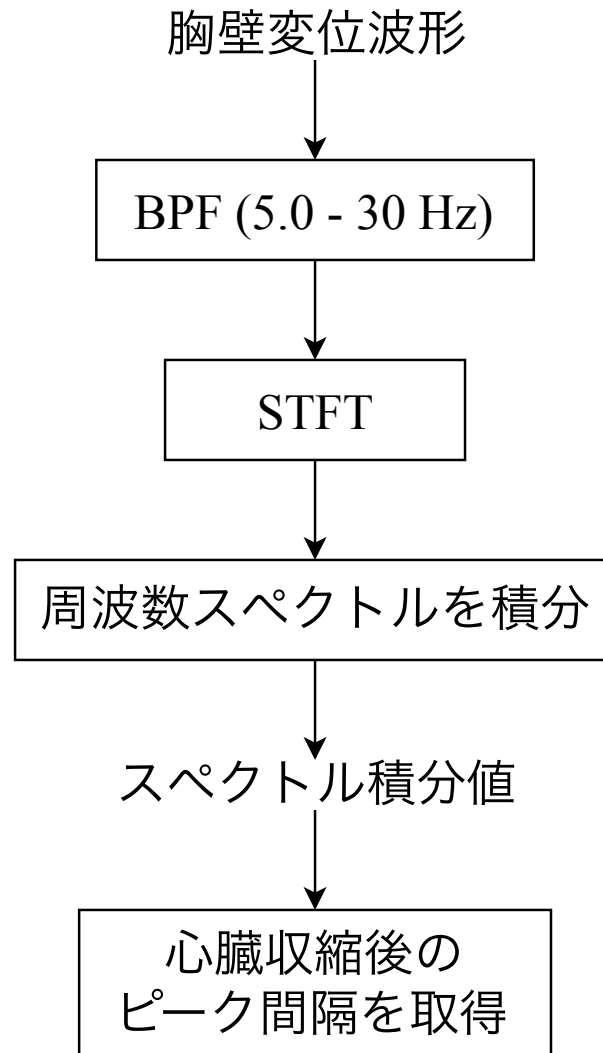 胸壁変位波形
BPF (5.0 - 30 Hz)
STFT
周波数スペクトルを積分
スペクトル積分値
心臓収縮後の
ピーク間隔を取得